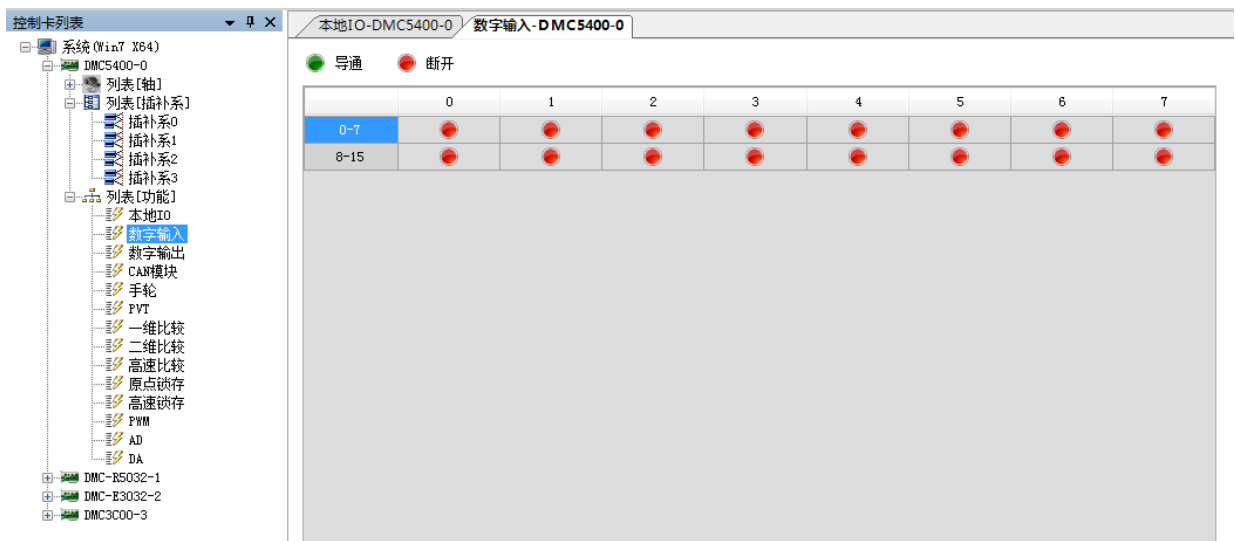 控制卡列表
系统(Win7 X64)
DMC5400-0
列表[轴]
列表[插补系]
插补系0
插补系1
插补系2
插补系3
列表[功能]
本地IO
数字输入
数字输出
CAN模块
手轮
PVT
一维比较
二维比较
高速比较
原点锁存
高速锁存
PWM
AD
DA
DMC-R5032-1
DMC-E3032-2
DMC3C00-3
本地IO-DMC5400-0 数字输入-DMC5400-0
导通 断开
0 1 2 3 4 5 6 7
0-7
8-15